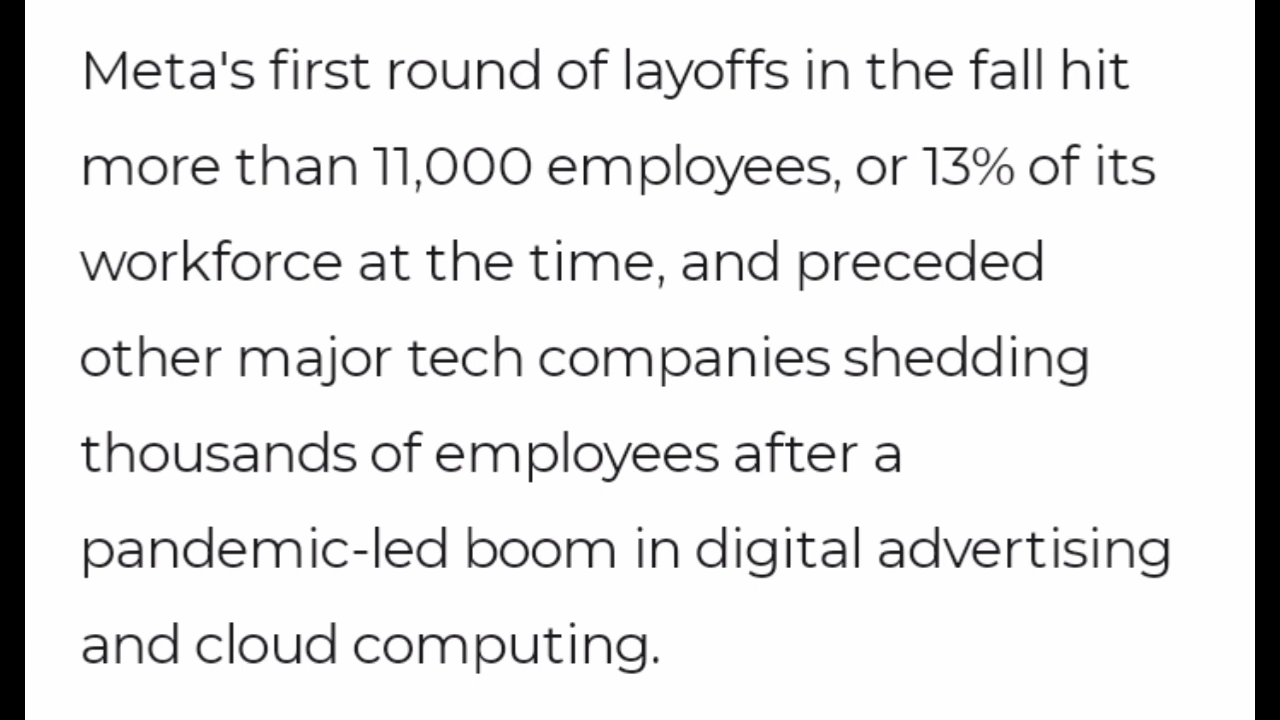 Meta's first round of layoffs in the fall hit
more than 11,000 employees, or 13% of its
workforce at the time, and preceded
other major tech companies shedding
thousands of employees after a
pandemic-led boom in digital advertising
and cloud computing.